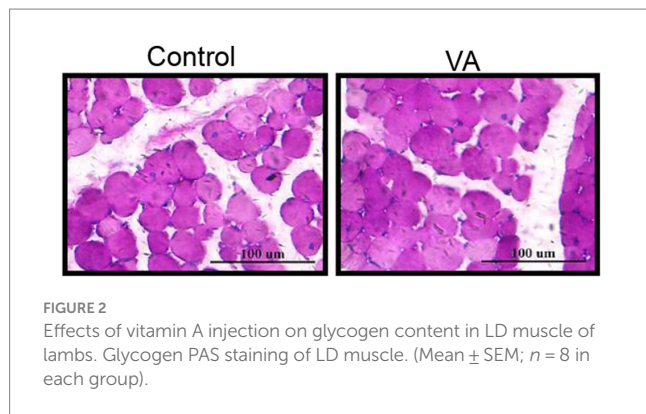 Control
VA
100 um
100 um
FIGURE 2
Effects of vitamin A injection on glycogen content in LD muscle of
lambs. Glycogen PAS staining of LD muscle. (Mean ± SEM; n = 8 in
each group).